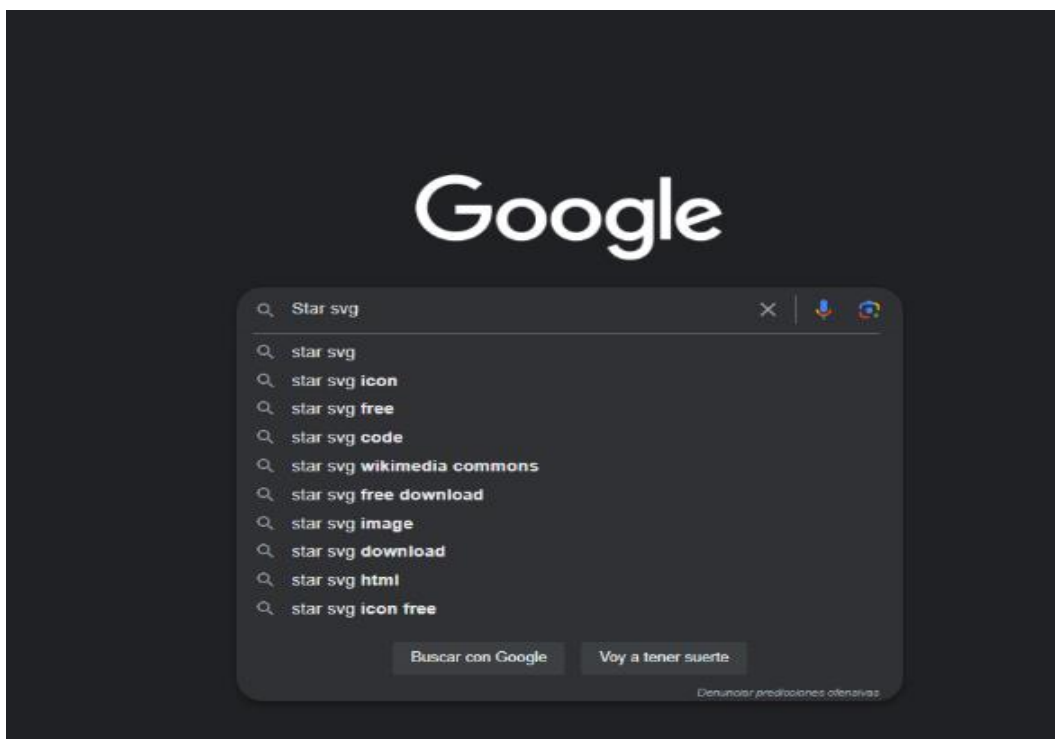 Google
Star svg
star svg
star svg icon
star svg free
star svg code
star svg wikimedia commons
star svg free download
star svg image
star svg download
star svg html
star svg icon free
Buscar con Google Voy a tener suerte
Denunciar predicciones ofensivas